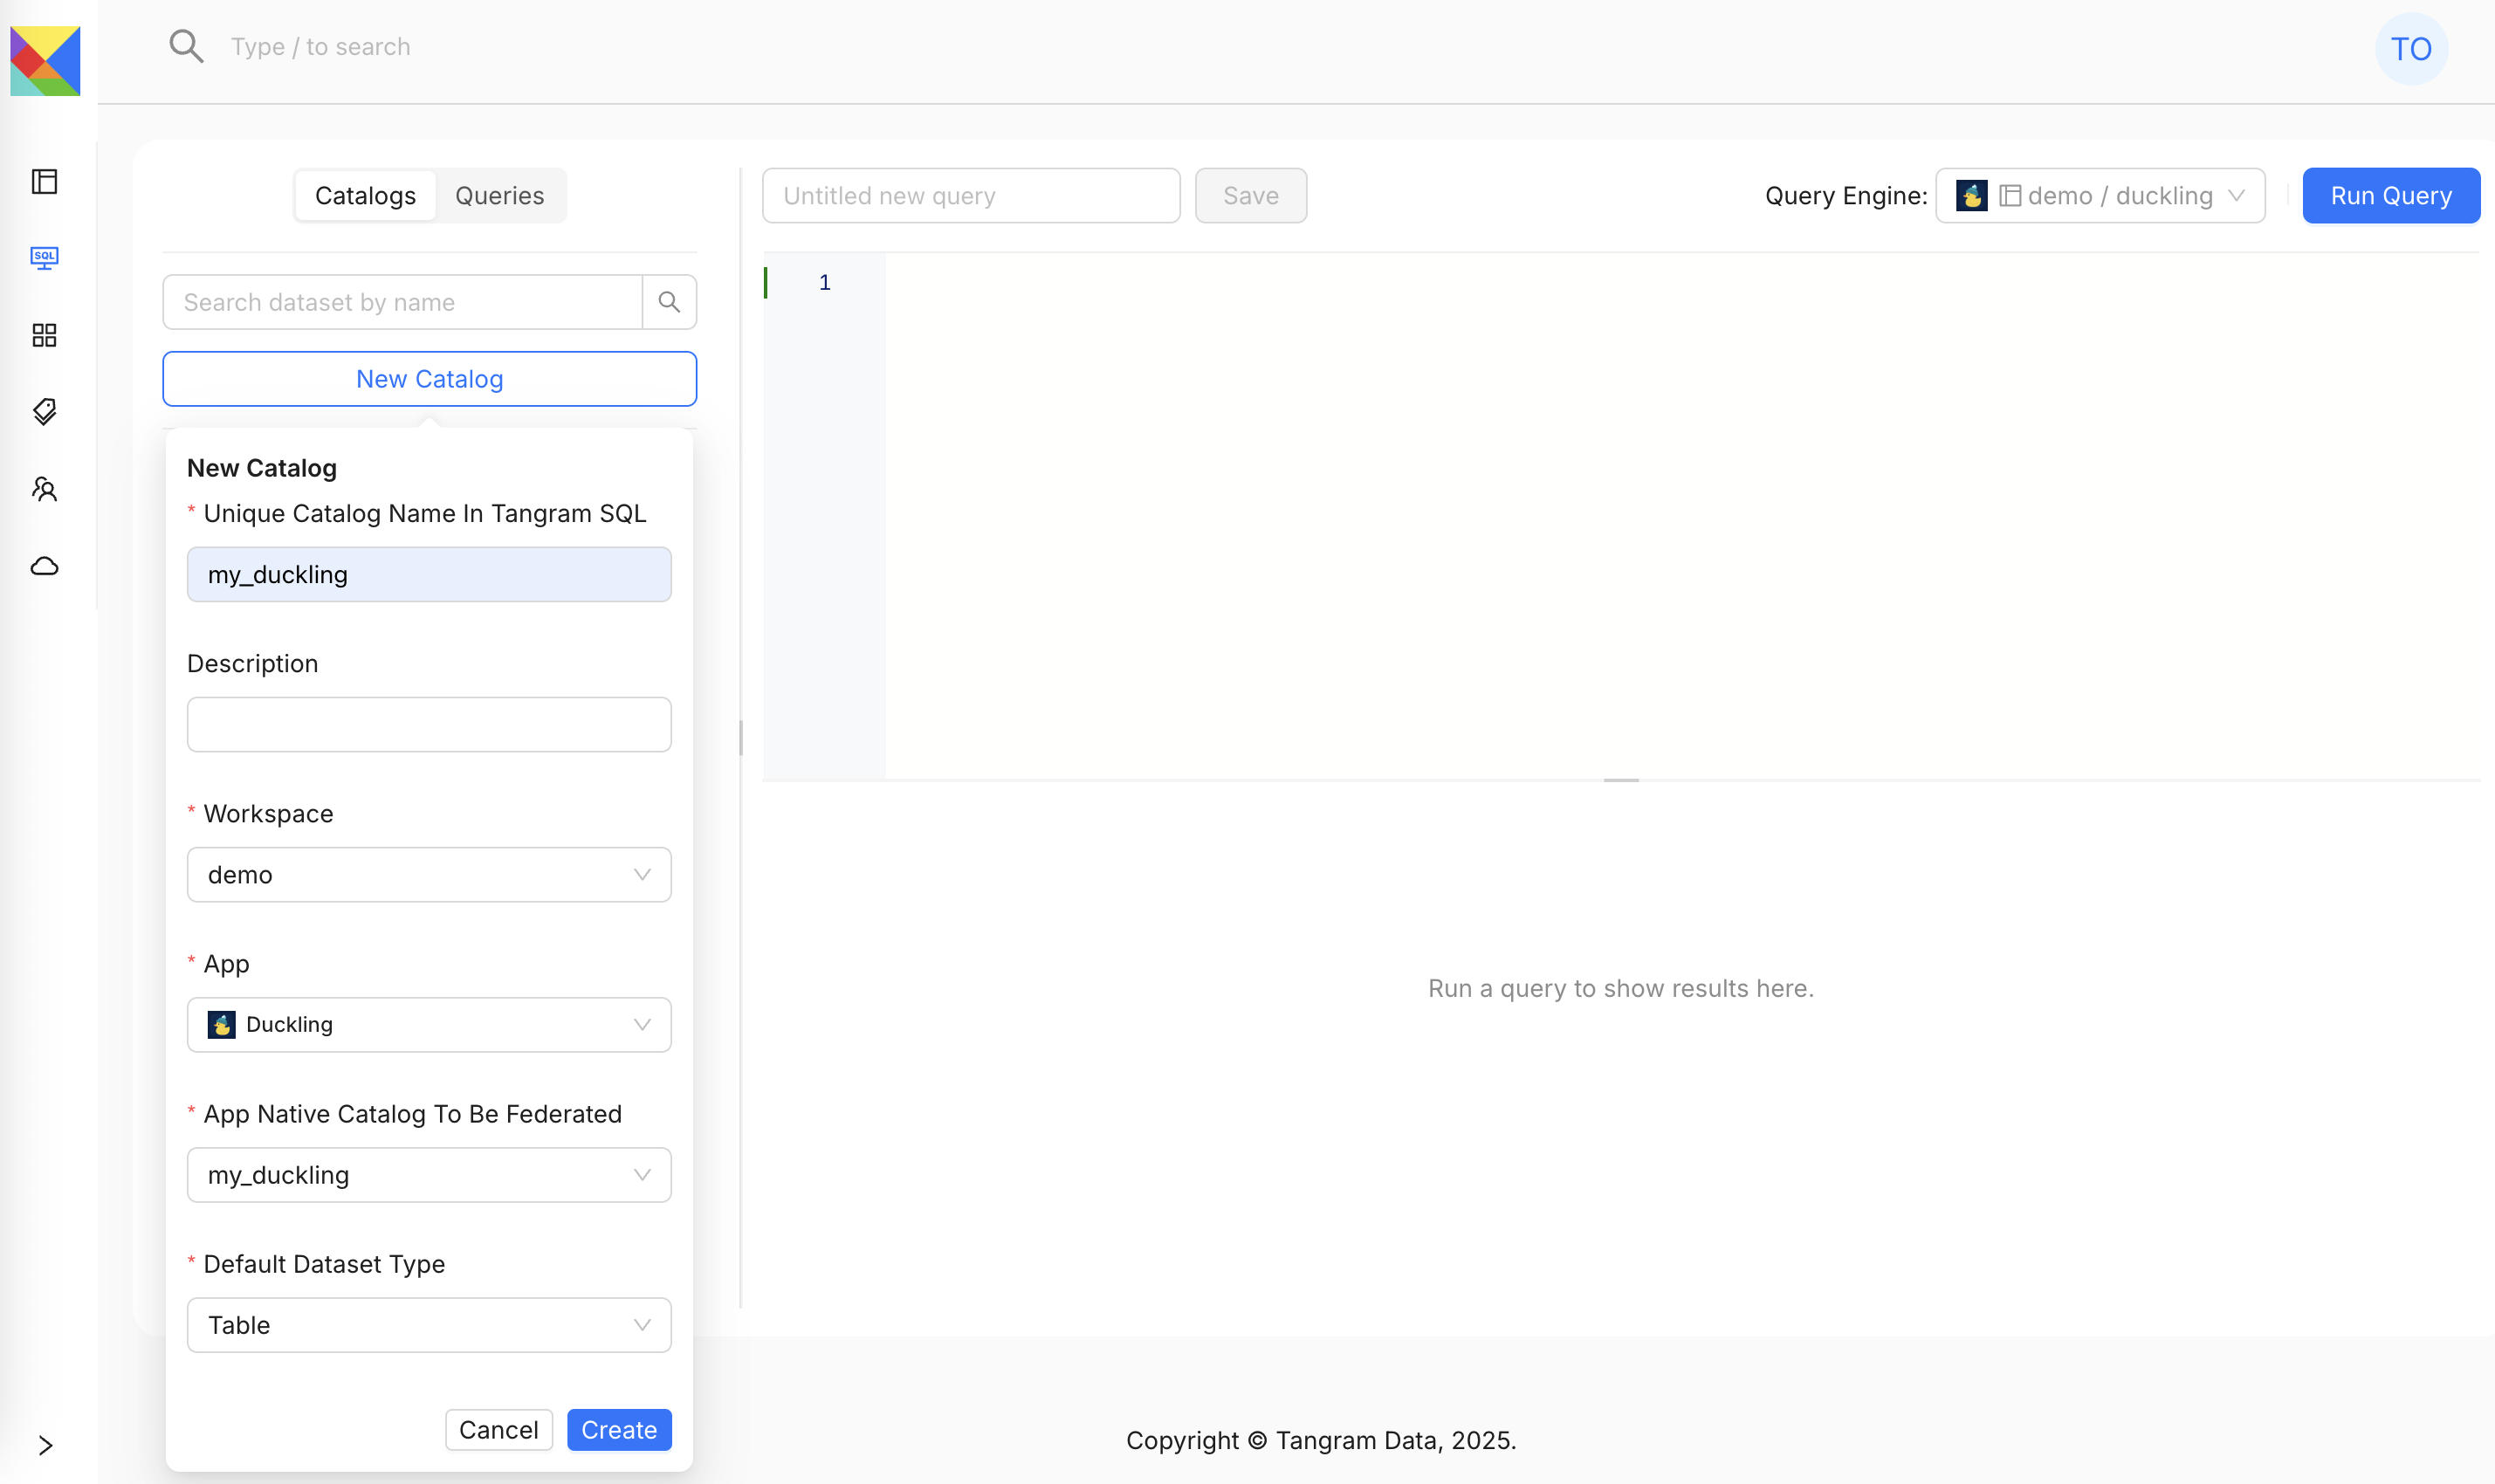 Type / to search
TO
SQL
Catalogs
Queries
Untitled new query
Save
Query Engine:
demo / duckling
Run Query
Search dataset by name
1
New Catalog
New Catalog
* Unique Catalog Name In Tangram SQL
my_duckling
Description
* Workspace
demo
* App
Duckling
* App Native Catalog To Be Federated
my_duckling
* Default Dataset Type
Table
Cancel
Create
Run a query to show results here.
Copyright © Tangram Data, 2025.